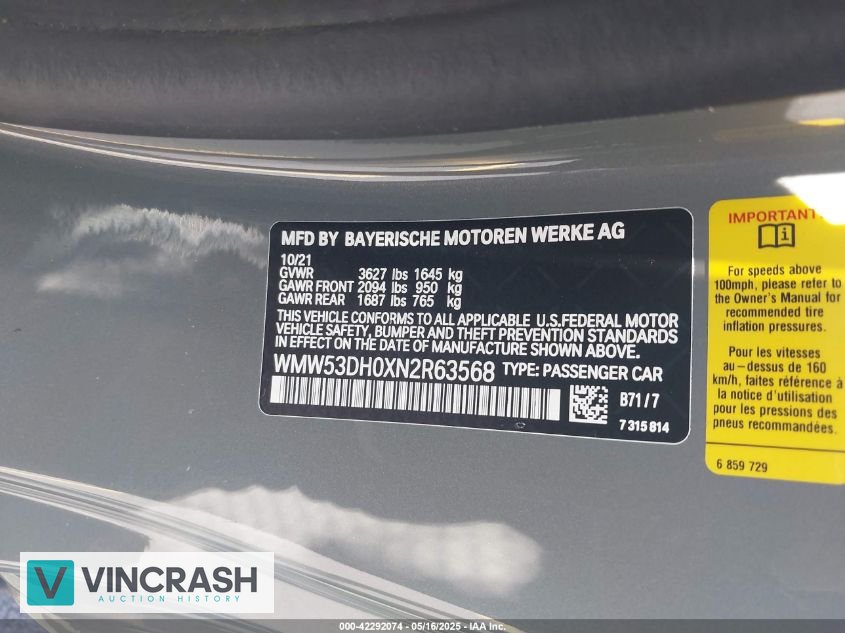 MFD BY BAYERISCHE MOTOREN WERKE AG
10/21
GVWR 3627 lbs 1645 kg
GAWR FRONT 2094 lbs 950 kg
GAWR REAR 1687 lbs 765 kg
THIS VEHICLE CONFORMS TO ALL APPLICABLE U.S.FEDERAL MOTOR
VEHICLE SAFETY, BUMPER AND THEFT PREVENTION STANDARDS
IN EFFECT ON THE DATE OF MANUFACTURE SHOWN ABOVE.
WMW53DH0XN2R63568 TYPE: PASSENGER CAR
B71/7
7 315 814
IMPORTANT!
i
For speeds above
100mph, please refer to
the Owner's Manual for
recommended tire
inflation pressures.
Pour les vitesses
au-dessus de 160
km/h, faites référence à
la notice d'utilisation
pour les pressions des
pneus recommandées.
6 859 729
V VINCRASH
AUCTION HISTORY
000-42292074 - 05/16/2025 - IAA Inc.